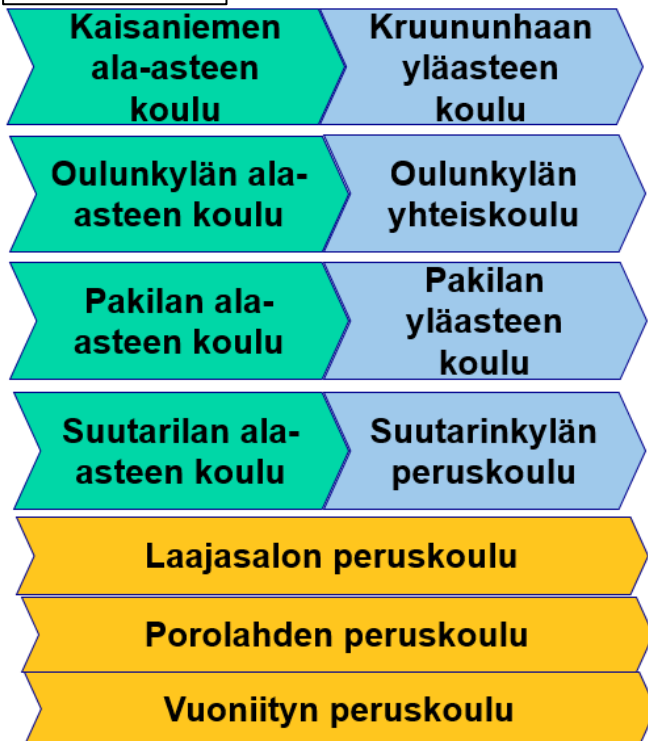 Kaisaniemen
ala-asteen
koulu
Kruununhaan
yläasteen
koulu
Oulunkylän ala-
asteen koulu
Oulunkylän
yhteiskoulu
Pakilan ala-
asteen koulu
Pakilan
yläasteen
koulu
Suutarilan ala-
asteen koulu
Suutarinkylän
peruskoulu
Laajasalon peruskoulu
Porolahden peruskoulu
Vuoniityn peruskoulu